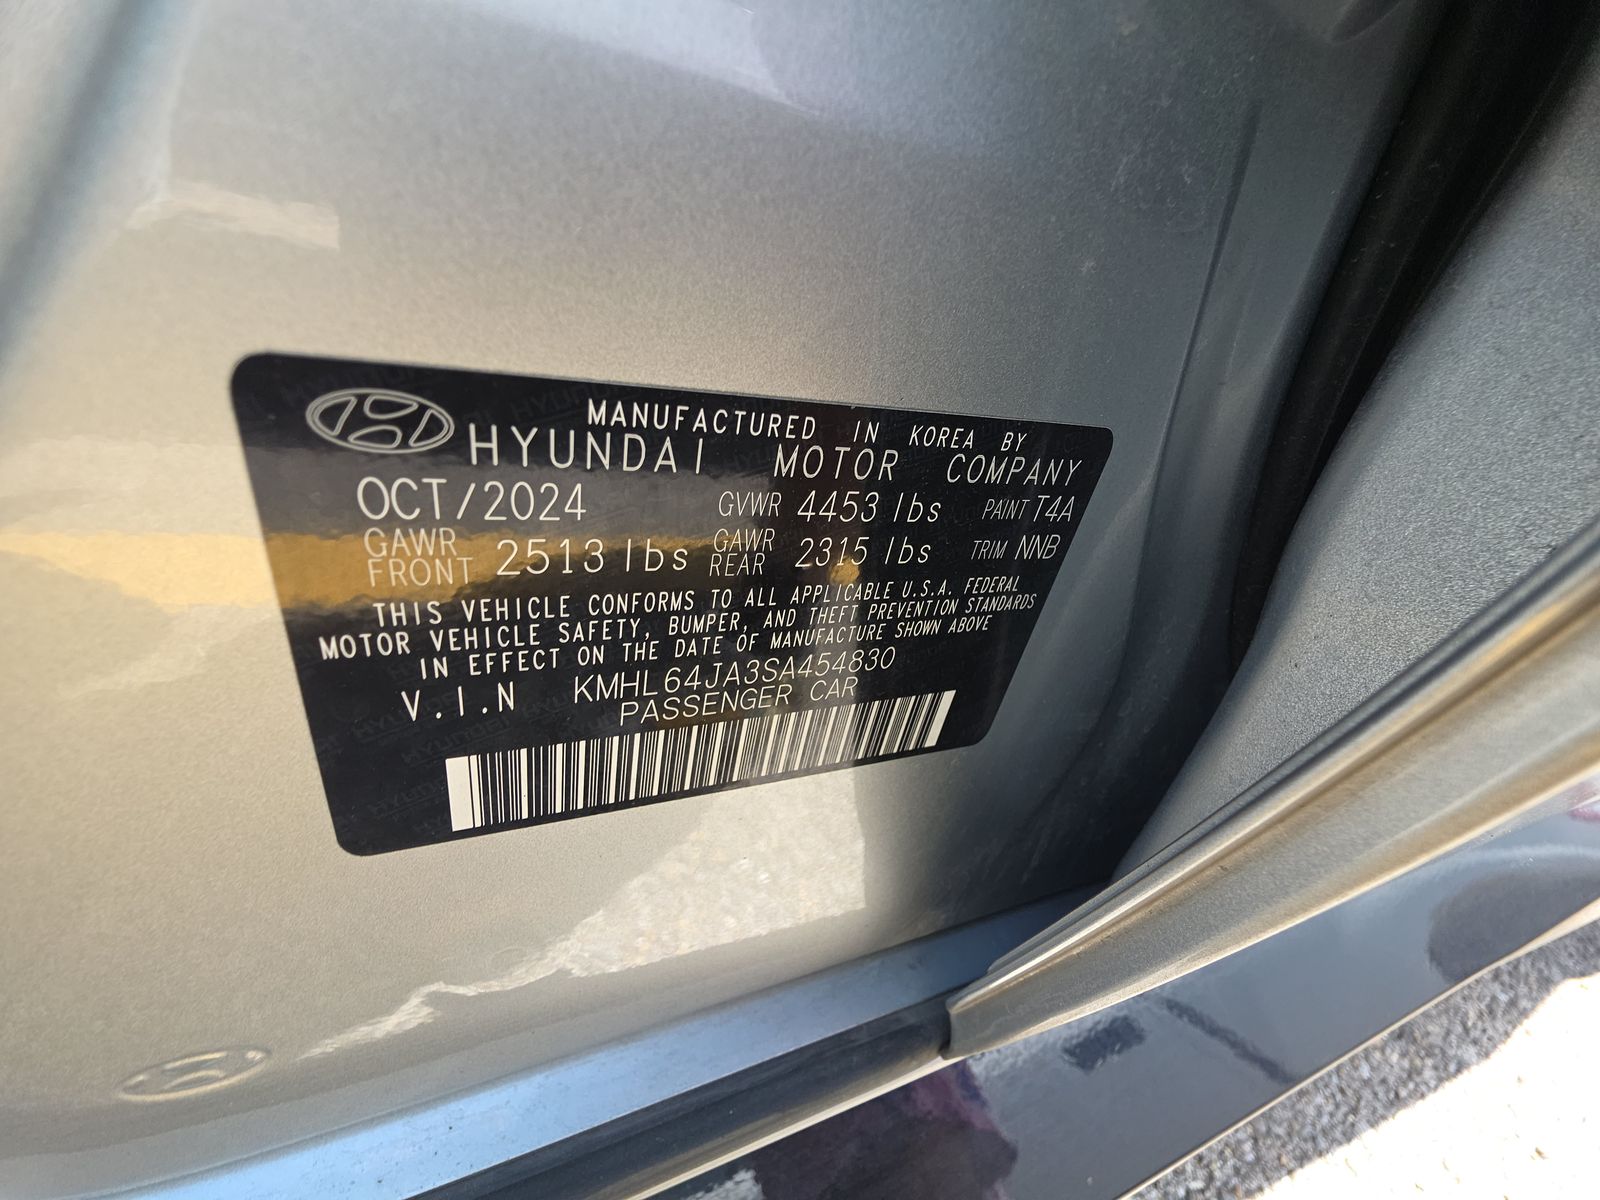 MANUFACTURED IN KOREA BY
HYUNDAI MOTOR COMPANY
OCT/2024 GVWR 4453 lbs PAINT T4A
GAWR FRONT 2513 lbs GAWR REAR 2315 lbs TRIM NNB
THIS VEHICLE CONFORMS TO ALL APPLICABLE U.S.A. FEDERAL
MOTOR VEHICLE SAFETY, BUMPER, AND THEFT PREVENTION STANDARDS
IN EFFECT ON THE DATE OF MANUFACTURE SHOWN ABOVE
V.I.N KMHL64JA3SA454830
PASSENGER CAR